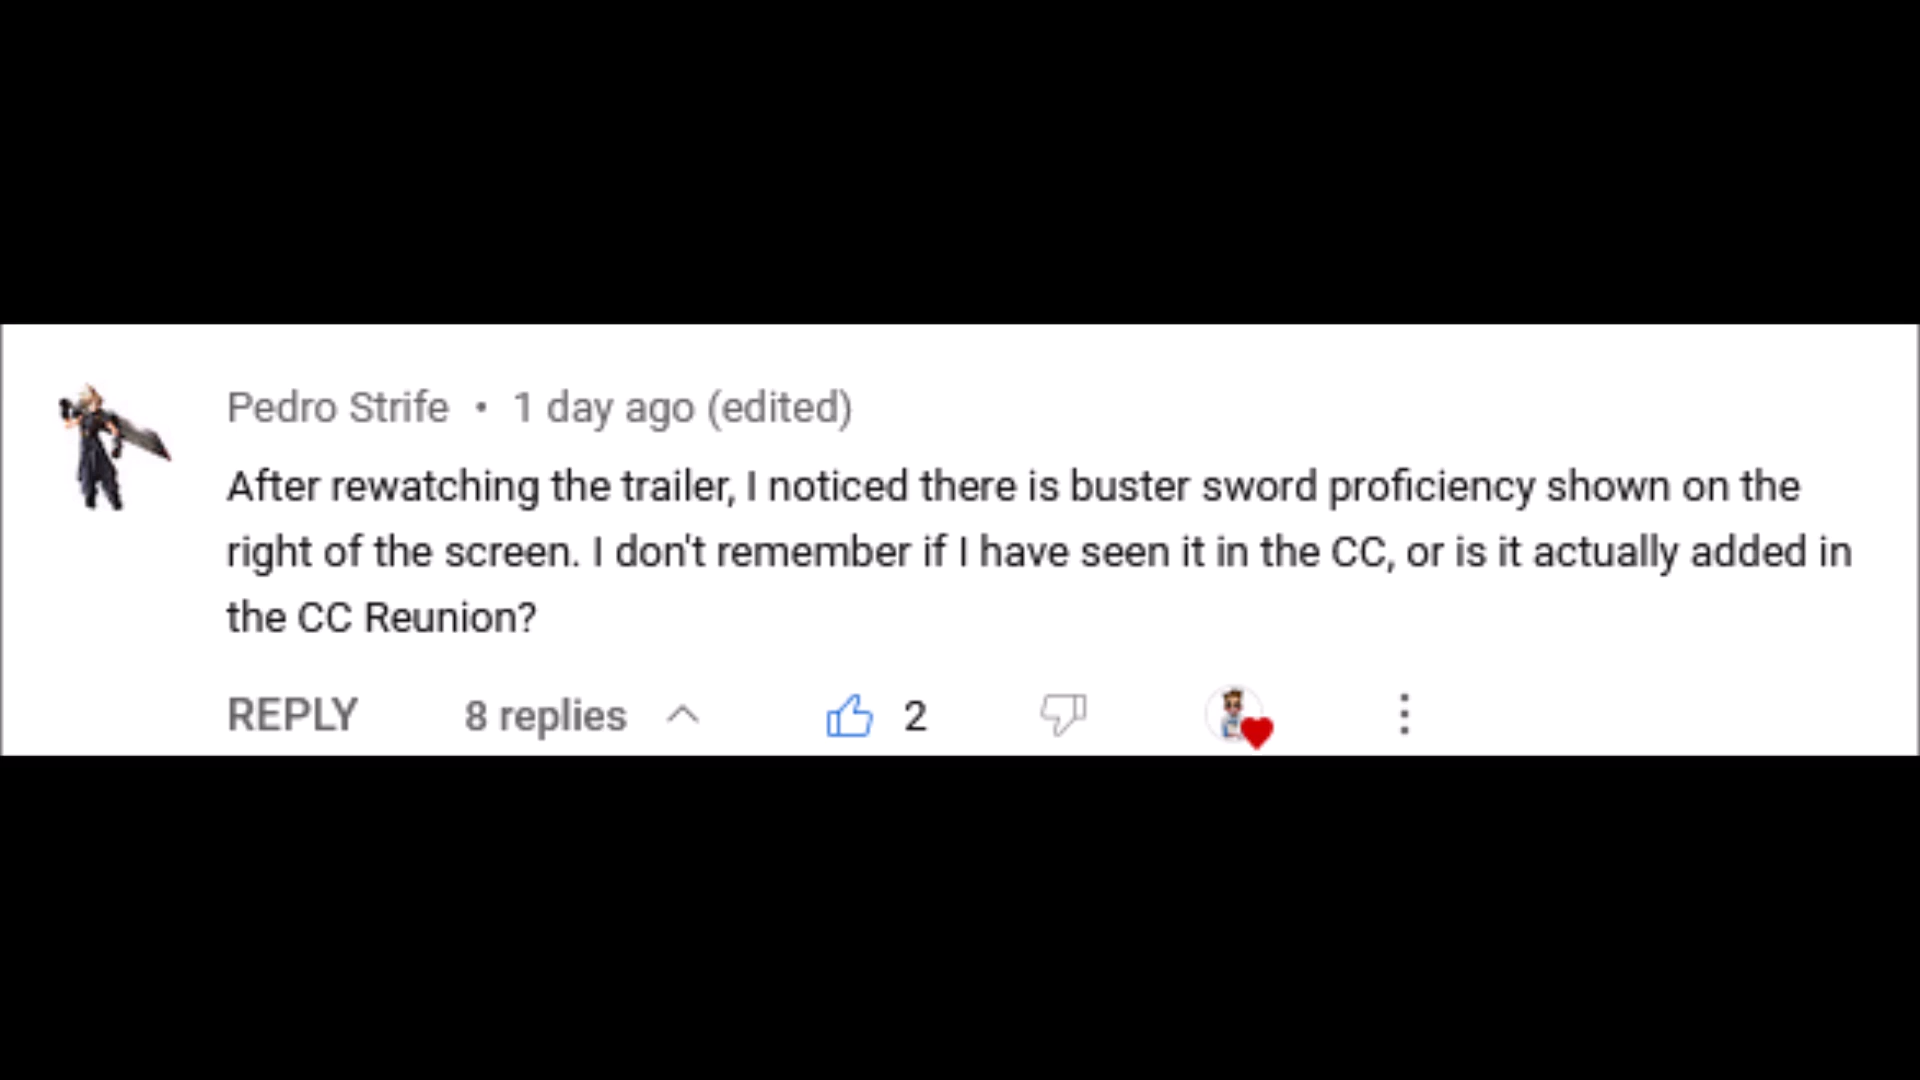 Pedro Strife • 1 day ago (edited)
After rewatching the trailer, I noticed there is buster sword proficiency shown on the
right of the screen. I don't remember if I have seen it in the CC, or is it actually added in
the CC Reunion?
REPLY 8 replies 2